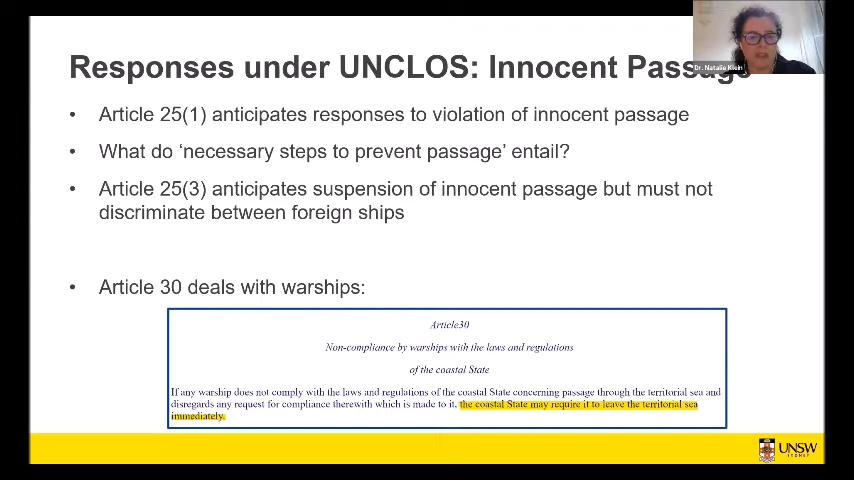 Dr. Natalie Klein
Responses under UNCLOS: Innocent Passage
• Article 25(1) anticipates responses to violation of innocent passage
• What do ‘necessary steps to prevent passage’ entail?
• Article 25(3) anticipates suspension of innocent passage but must not
discriminate between foreign ships
• Article 30 deals with warships:
Article30
Non-compliance by warships with the laws and regulations
of the coastal State
If any warship does not comply with the laws and regulations of the coastal State concerning passage through the territorial sea and
disregards any request for compliance therewith which is made to it, the coastal State may require it to leave the territorial sea
immediately.
UNSW
SYDNEY